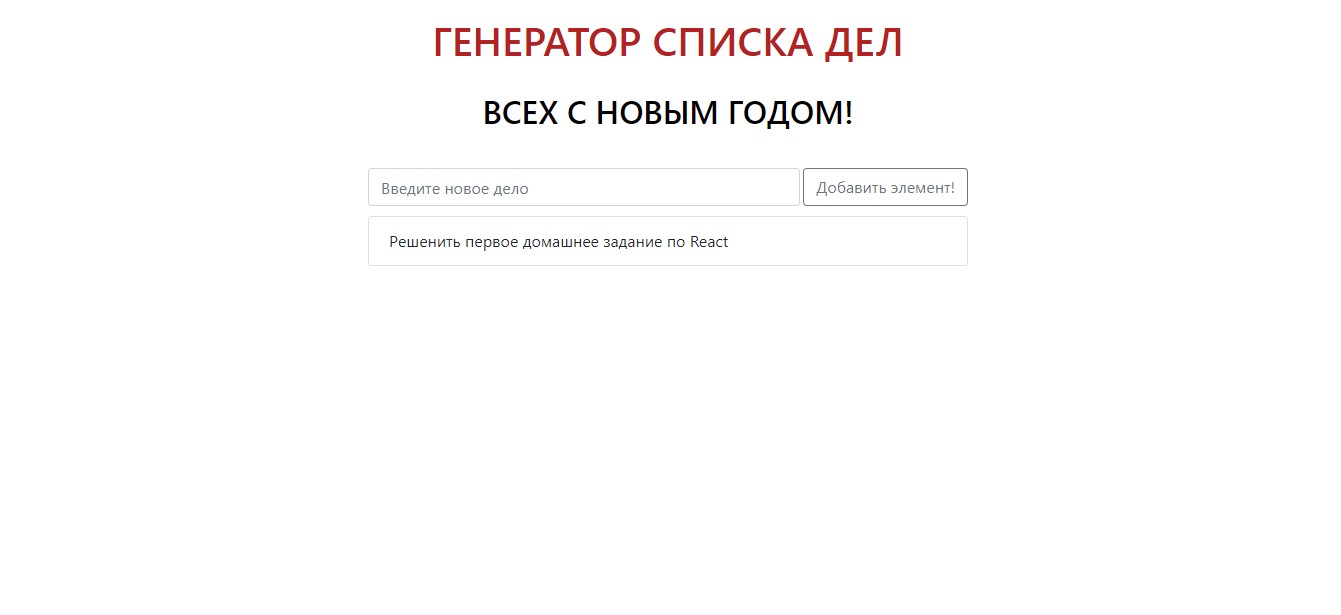 ГЕНЕРАТОР СПИСКА ДЕЛ
ВСЕХ С НОВЫМ ГОДОМ!
Введите новое дело
Добавить элемент!
Решенить первое домашнее задание по React